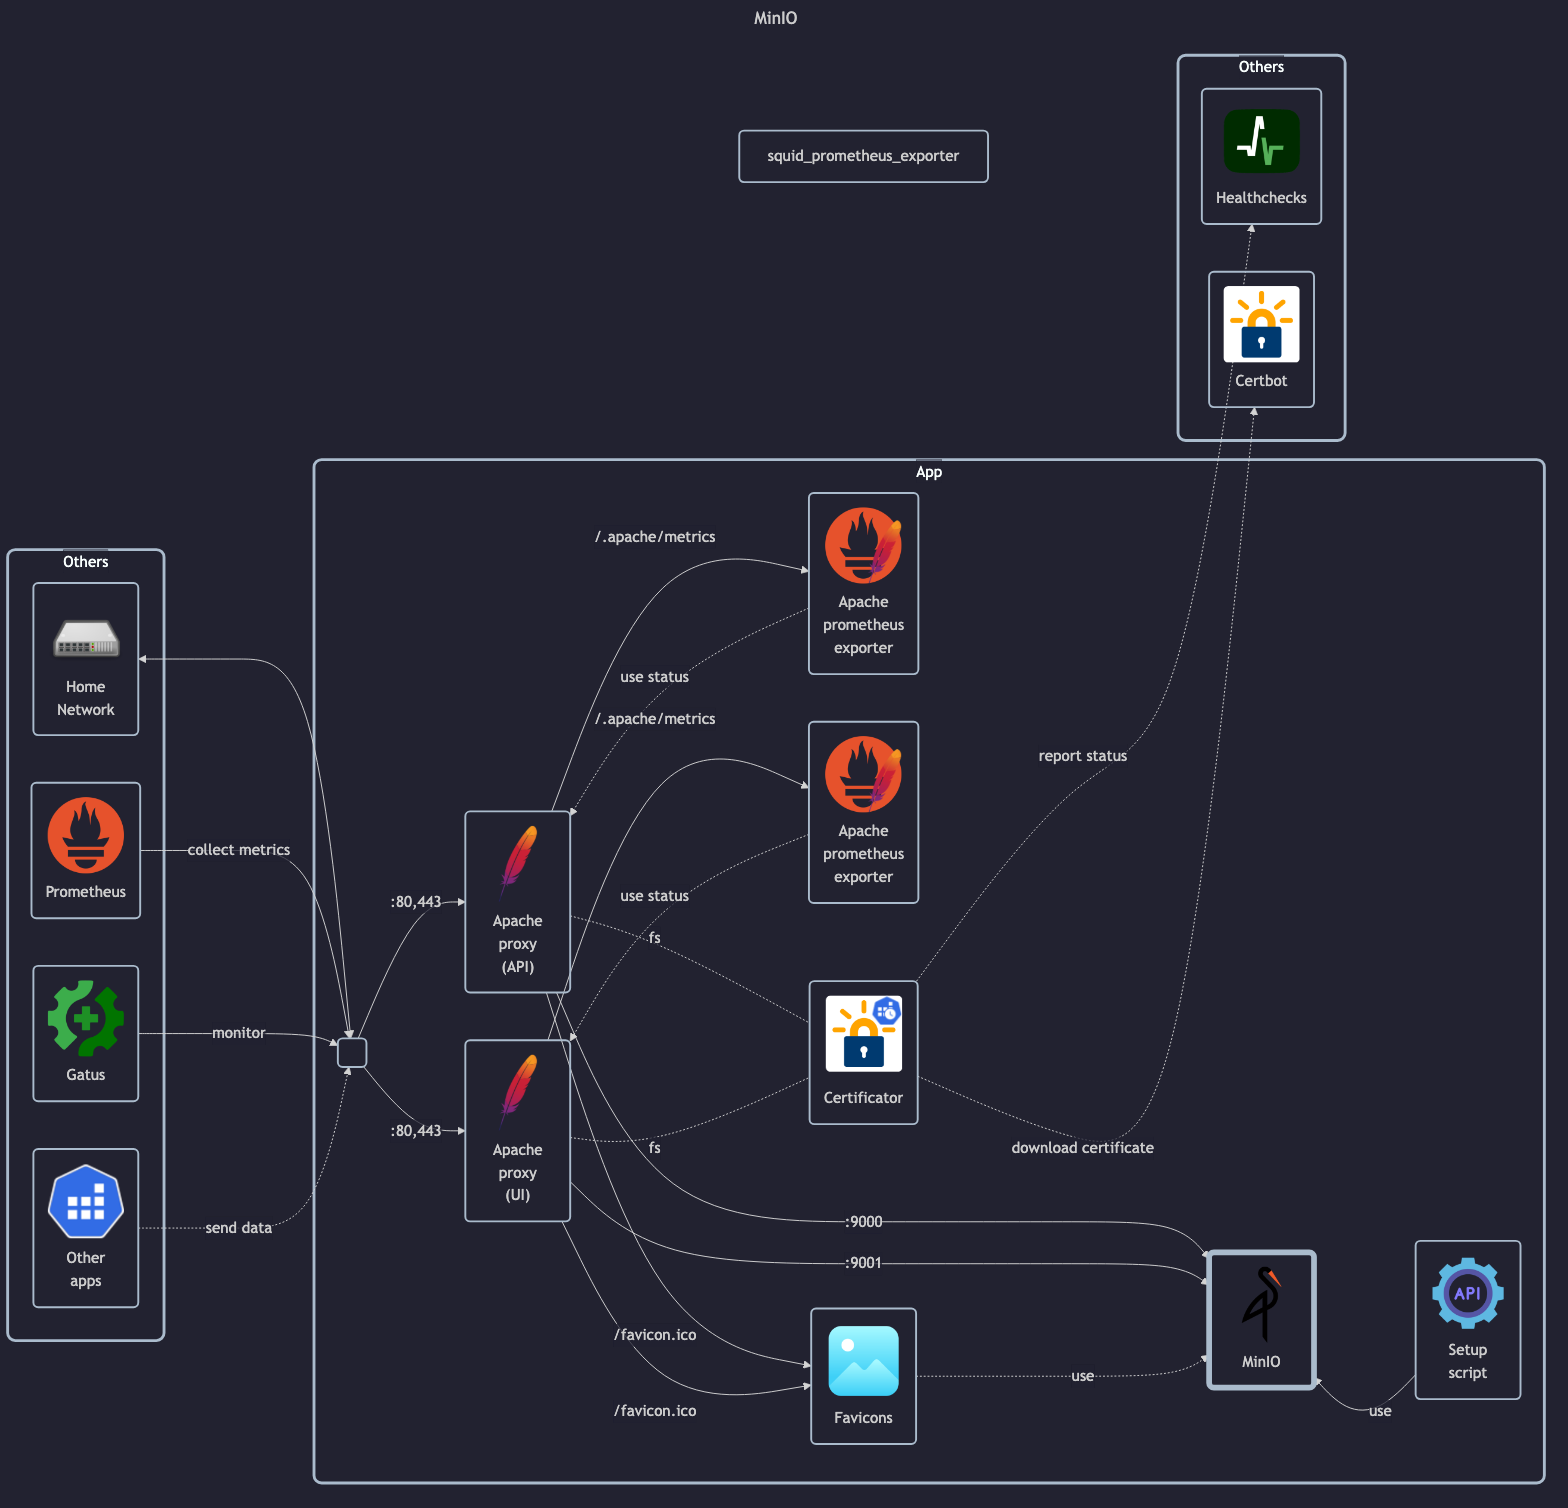 MinIO
Others
Healthchecks
squid_prometheus_exporter
Certbot
App
/.apache/metrics
Apache
prometheus
exporter
Others
Home
Network
use status
/.apache/metrics
report status
Apache
prometheus
exporter
collect metrics
Prometheus
use status
:80,443
Apache
proxy
(API)
fs
monitor
Gatus
Certificator
:80,443
Apache
proxy
(UI)
fs
download certificate
send data
Other
apps
:9000
:9001
/favicon.ico
API
Setup
script
MinIO
use
/favicon.ico
Favicons
use